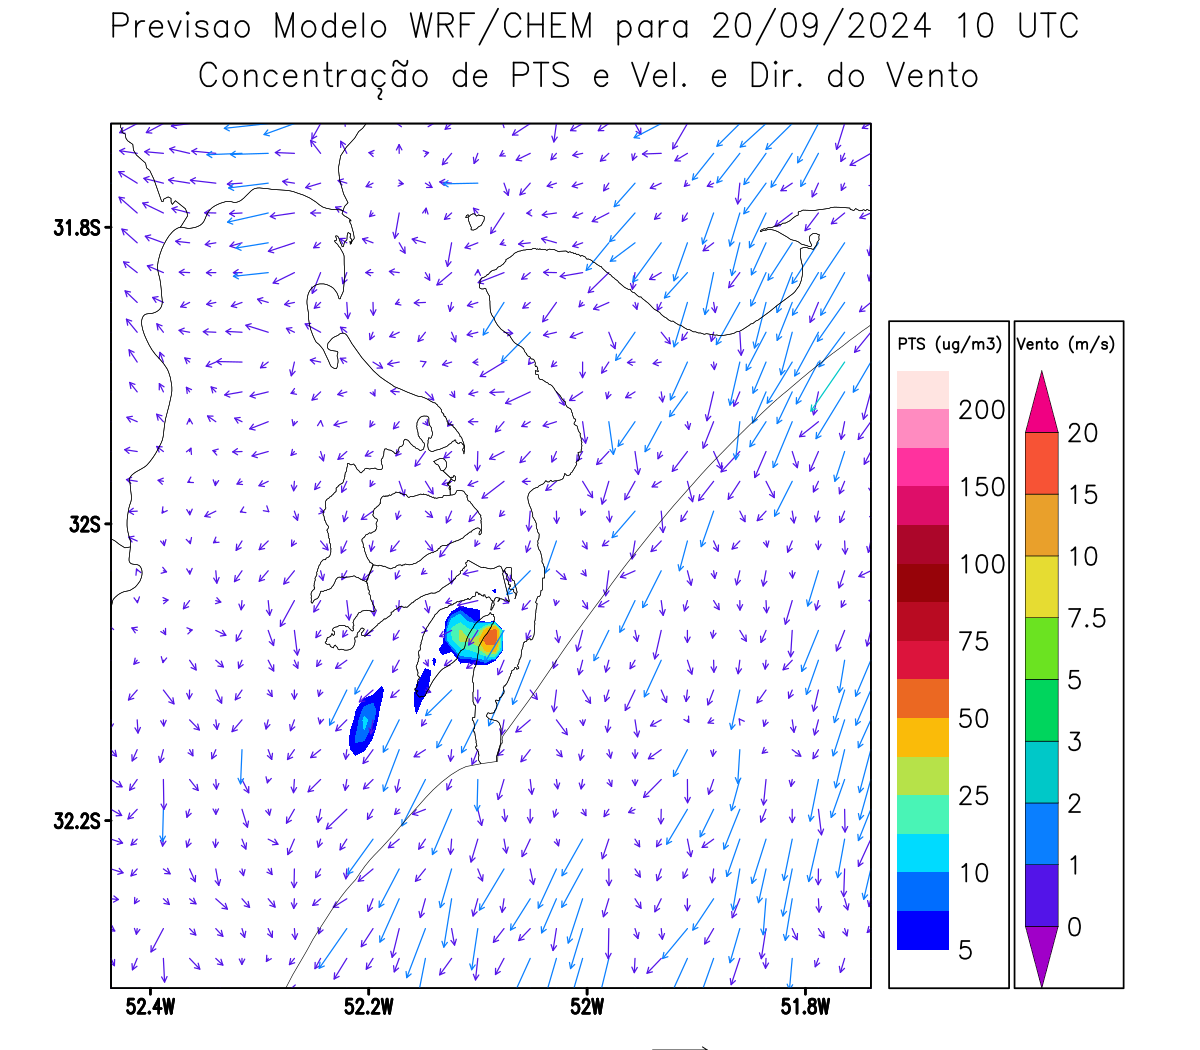 Previsao Modelo WRF/CHEM para 20/09/2024 10 UTC
Concentração de PTS e Vel. e Dir. do Vento
31.8S
32S
32.2S
52.4W
52.2W
52W
51.8W
PTS (ug/m3)
200
150
100
75
50
25
10
5
Vento (m/s)
20
15
10
7.5
5
3
2
1
0